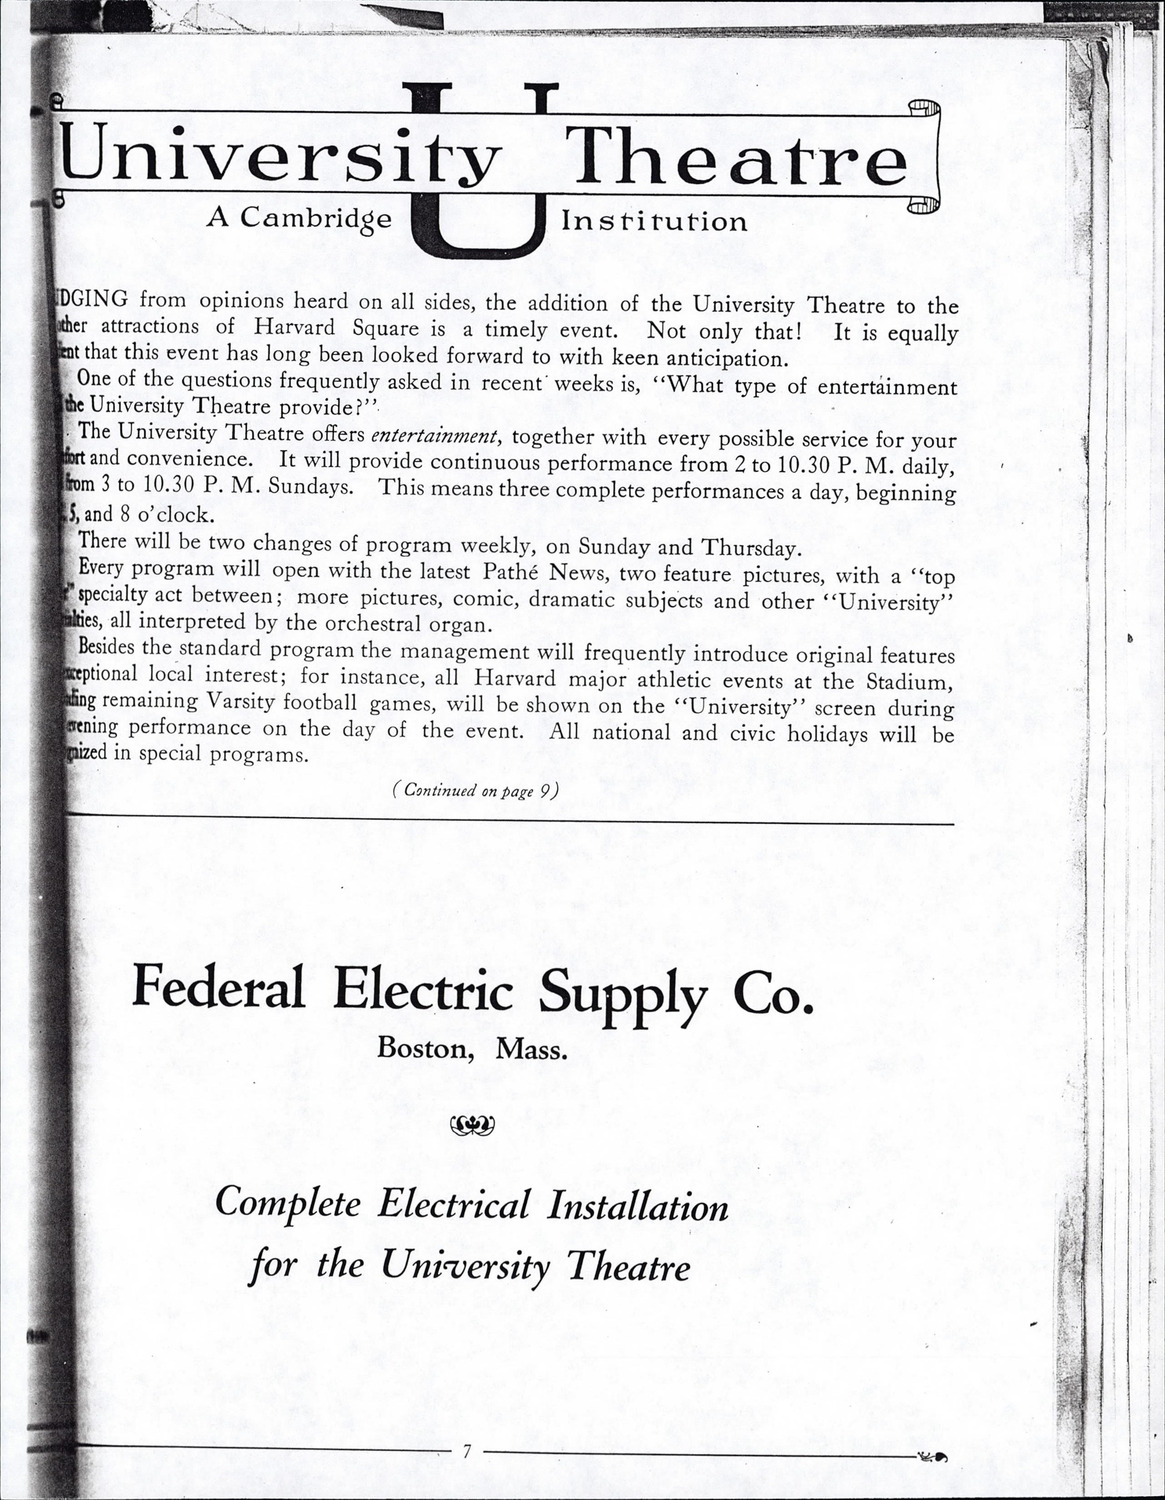 University Theatre
A Cambridge Institution
U
DGING from opinions heard on all sides, the addition of the University Theatre to the
ther attractions of Harvard Square is a timely event. Not only that! It is equally
ent that this event has long been looked forward to with keen anticipation.
One of the questions frequently asked in recent weeks is, “What type of entertainment
the University Theatre provide?”
The University Theatre offers entertainment, together with every possible service for your
fort and convenience. It will provide continuous performance from 2 to 10.30 P. M. daily,
from 3 to 10.30 P. M. Sundays. This means three complete performances a day, beginning
5, and 8 o’clock.
There will be two changes of program weekly, on Sunday and Thursday.
Every program will open with the latest Pathé News, two feature pictures, with a “top
specialty act between; more pictures, comic, dramatic subjects and other “University”
alties, all interpreted by the orchestral organ.
Besides the standard program the management will frequently introduce original features
ceptional local interest; for instance, all Harvard major athletic events at the Stadium,
ding remaining Varsity football games, will be shown on the “University” screen during
vening performance on the day of the event. All national and civic holidays will be
nized in special programs.
(Continued on page 9)
Federal Electric Supply Co.
Boston, Mass.
Complete Electrical Installation
for the University Theatre
7